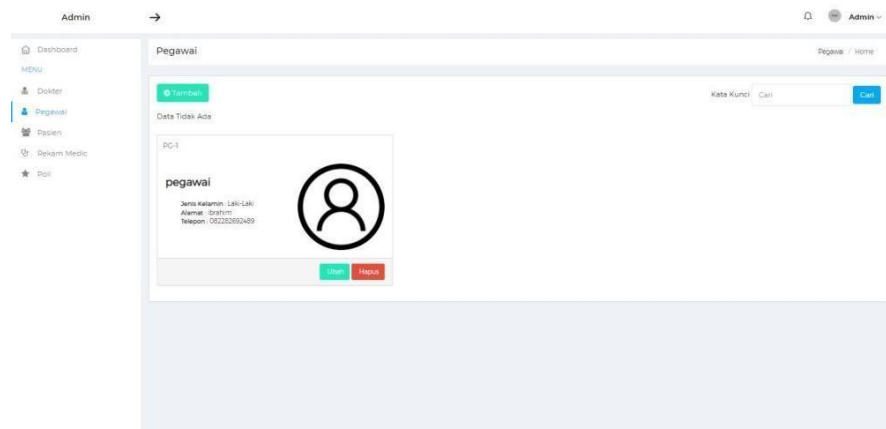 Admin
Admin
Dashboard
MENU
Dokter
Pegawai
Pasien
Rekam Medic
Poli
Pegawai
Pegawai / Home
Tambah
Kata Kunci
Cari
Cari
Data Tidak Ada
PG-1
pegawai
Jenis Kelamin : Laki-Laki
Alamat : Ibrahim
Telepon : 082282692489
Ubah
Hapus